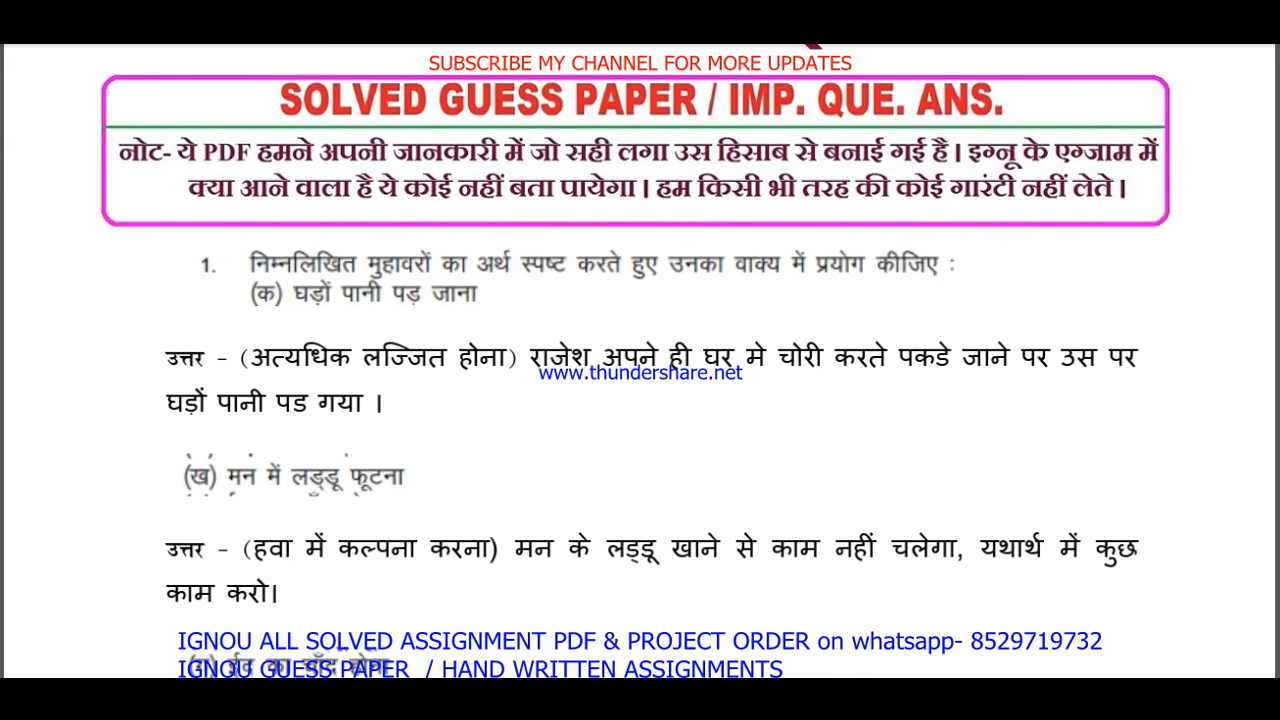 SUBSCRIBE MY CHANNEL FOR MORE UPDATES
SOLVED GUESS PAPER / IMP. QUE. ANS.
नोट- ये PDF हमने अपनी जानकारी में जो सही लगा उस हिसाब से बनाई गई है। इग्नू के एग्जाम में
क्या आने वाला है ये कोई नहीं बता पायेगा। हम किसी भी तरह की कोई गारंटी नहीं लेते।
1. निम्नलिखित मुहावरों का अर्थ स्पष्ट करते हुए उनका वाक्य में प्रयोग कीजिए :
(क) घड़ों पानी पड़ जाना
उत्तर - (अत्यधिक लज्जित होना) राजेश अपने ही घर मे चोरी करते पकडे जाने पर उस पर
www.thundershare.net
घड़ों पानी पड गया ।
(ख) मन में लड्डू फूटना
उत्तर - (हवा में कल्पना करना) मन के लड्डू खाने से काम नहीं चलेगा, यथार्थ में कुछ
काम करो।
IGNOU ALL SOLVED ASSIGNMENT PDF & PROJECT ORDER on whatsapp- 8529719732
(ग) ईद का चाँद होना
IGNOU GUESS PAPER / HAND WRITTEN ASSIGNMENTS